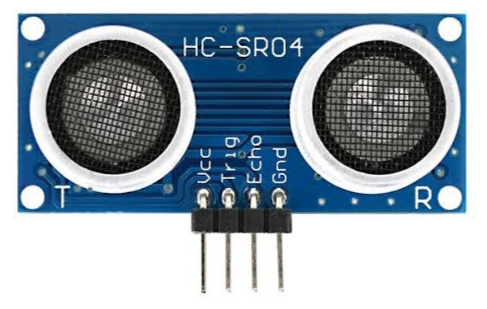 HC-SR04
Vcc
Trig
Echo
Gnd
T
R